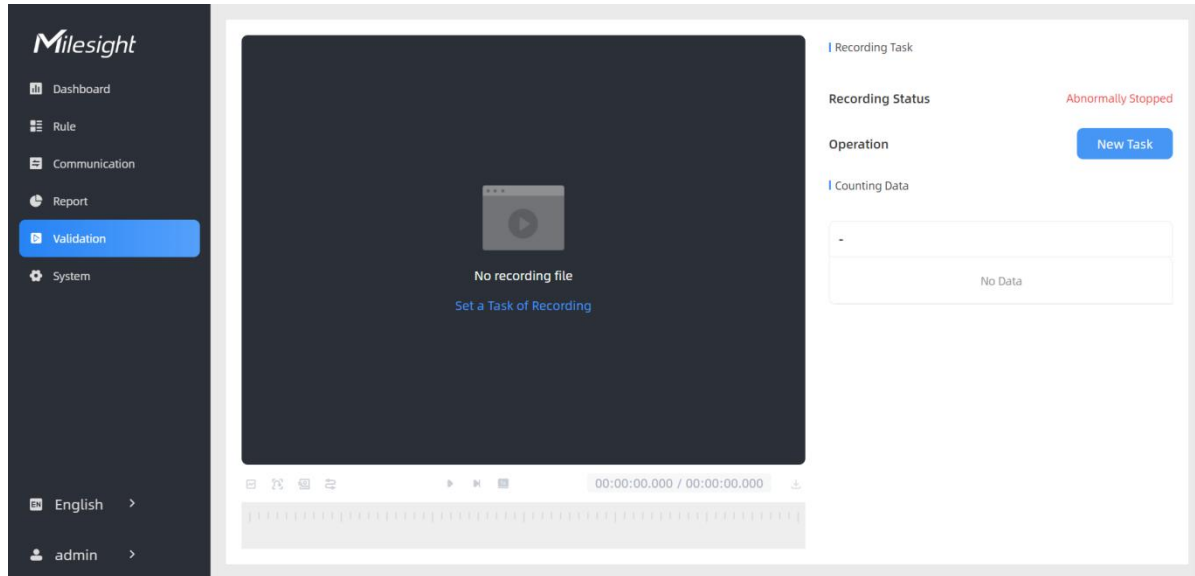 Milesight
Dashboard
Rule
Communication
Report
Validation
System
EN English >
admin >
No recording file
Set a Task of Recording
00:00:00.000 / 00:00:00.000
Recording Task
Recording Status Abnormally Stopped
Operation New Task
Counting Data
-
No Data